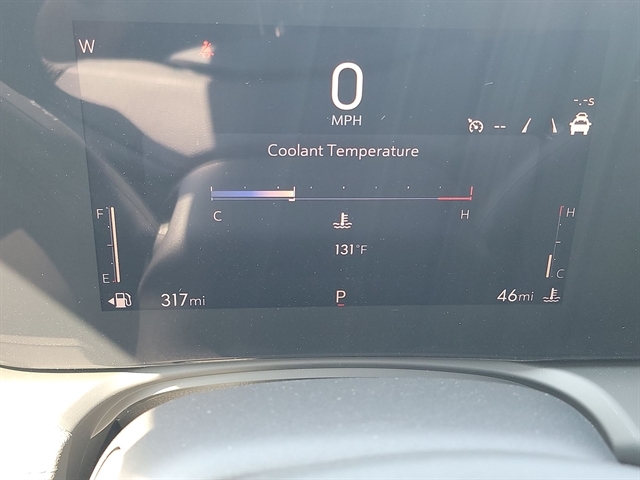 W
0
MPH
-.-s
--
Coolant Temperature
C
H
131°F
F
E
H
C
317mi
P
46mi